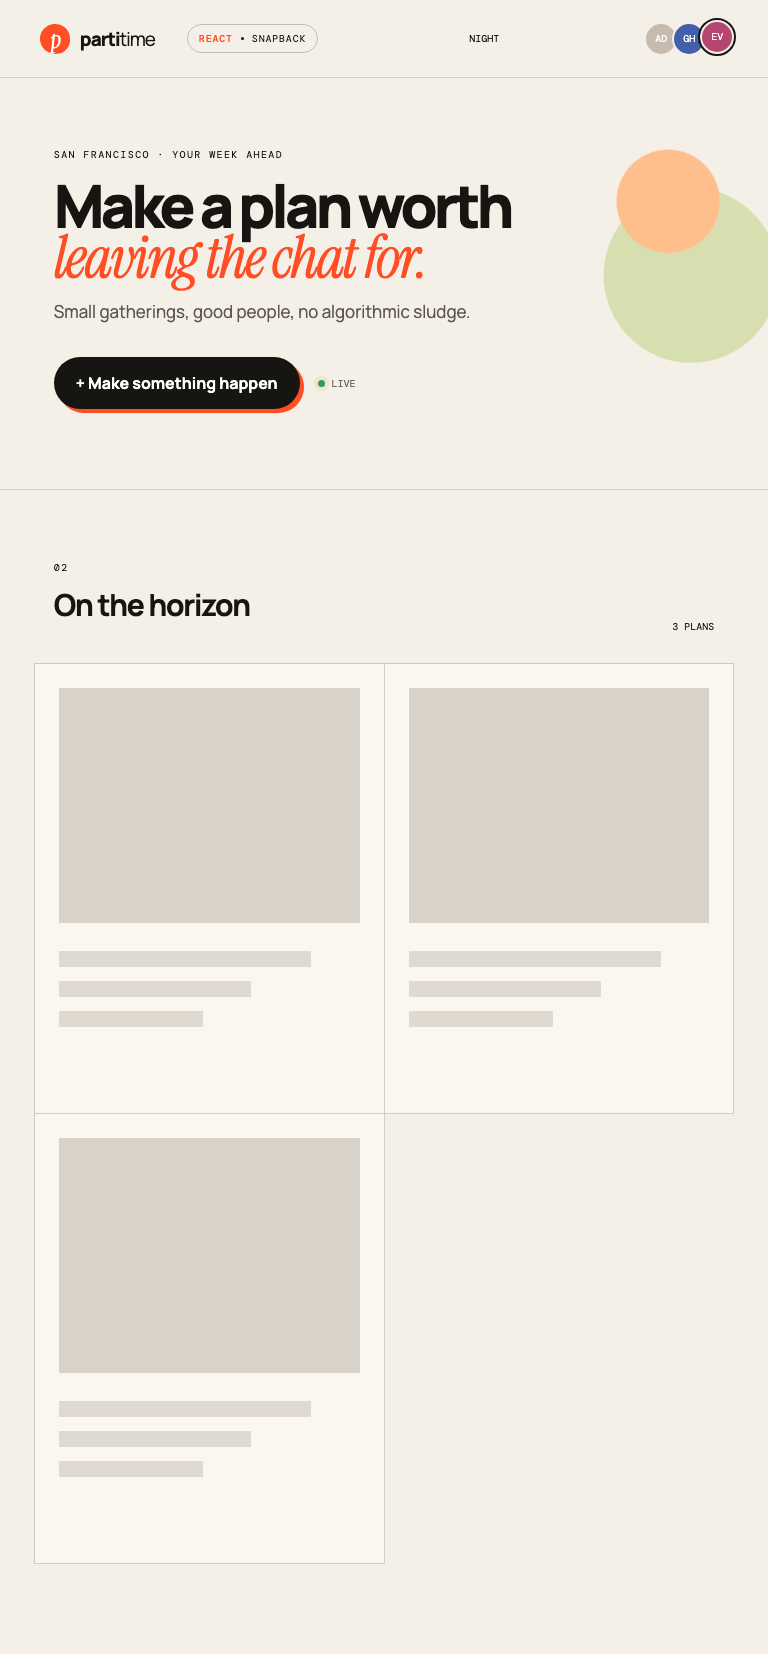 p partitime
REACT • SNAPBACK
NIGHT
AD GH EV
SAN FRANCISCO · YOUR WEEK AHEAD
Make a plan worth
leaving the chat for.
Small gatherings, good people, no algorithmic sludge.
+ Make something happen
LIVE
02
On the horizon
3 PLANS